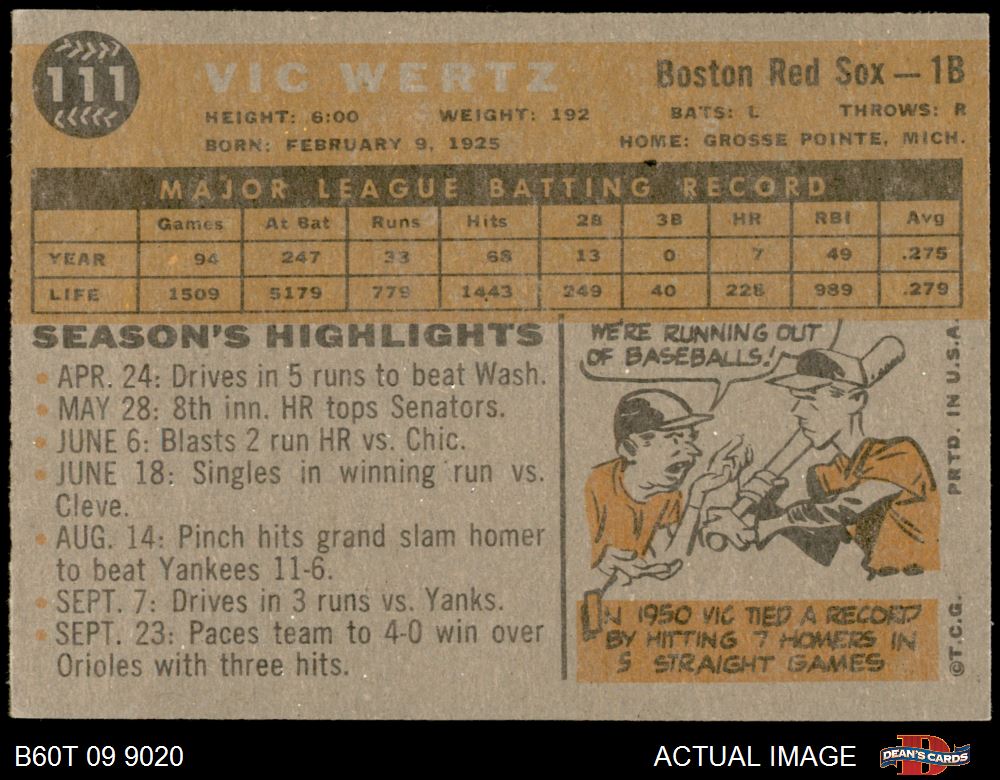 111
VIC WERTZ
Boston Red Sox — 1B
HEIGHT: 6:00 WEIGHT: 192 BATS: L THROWS: R
BORN: FEBRUARY 9, 1925 HOME: GROSSE POINTE, MICH.
MAJOR LEAGUE BATTING RECORD
Games At Bat Runs Hits 2B 3B HR RBI Avg
YEAR 94 247 33 68 13 0 7 49 .275
LIFE 1509 5179 779 1443 249 40 228 989 .279
SEASON'S HIGHLIGHTS
• APR. 24: Drives in 5 runs to beat Wash.
• MAY 28: 8th inn. HR tops Senators.
• JUNE 6: Blasts 2 run HR vs. Chic.
• JUNE 18: Singles in winning run vs.
Cleve.
• AUG. 14: Pinch hits grand slam homer
to beat Yankees 11-6.
• SEPT. 7: Drives in 3 runs vs. Yanks.
• SEPT. 23: Paces team to 4-0 win over
Orioles with three hits.
WE'RE RUNNING OUT
OF BASEBALLS!
IN 1950 VIC TIED A RECORD
BY HITTING 7 HOMERS IN
5 STRAIGHT GAMES
©T.C.G. PRTD. IN U.S.A.
B60T 09 9020
ACTUAL IMAGE
DEAN'S CARDS